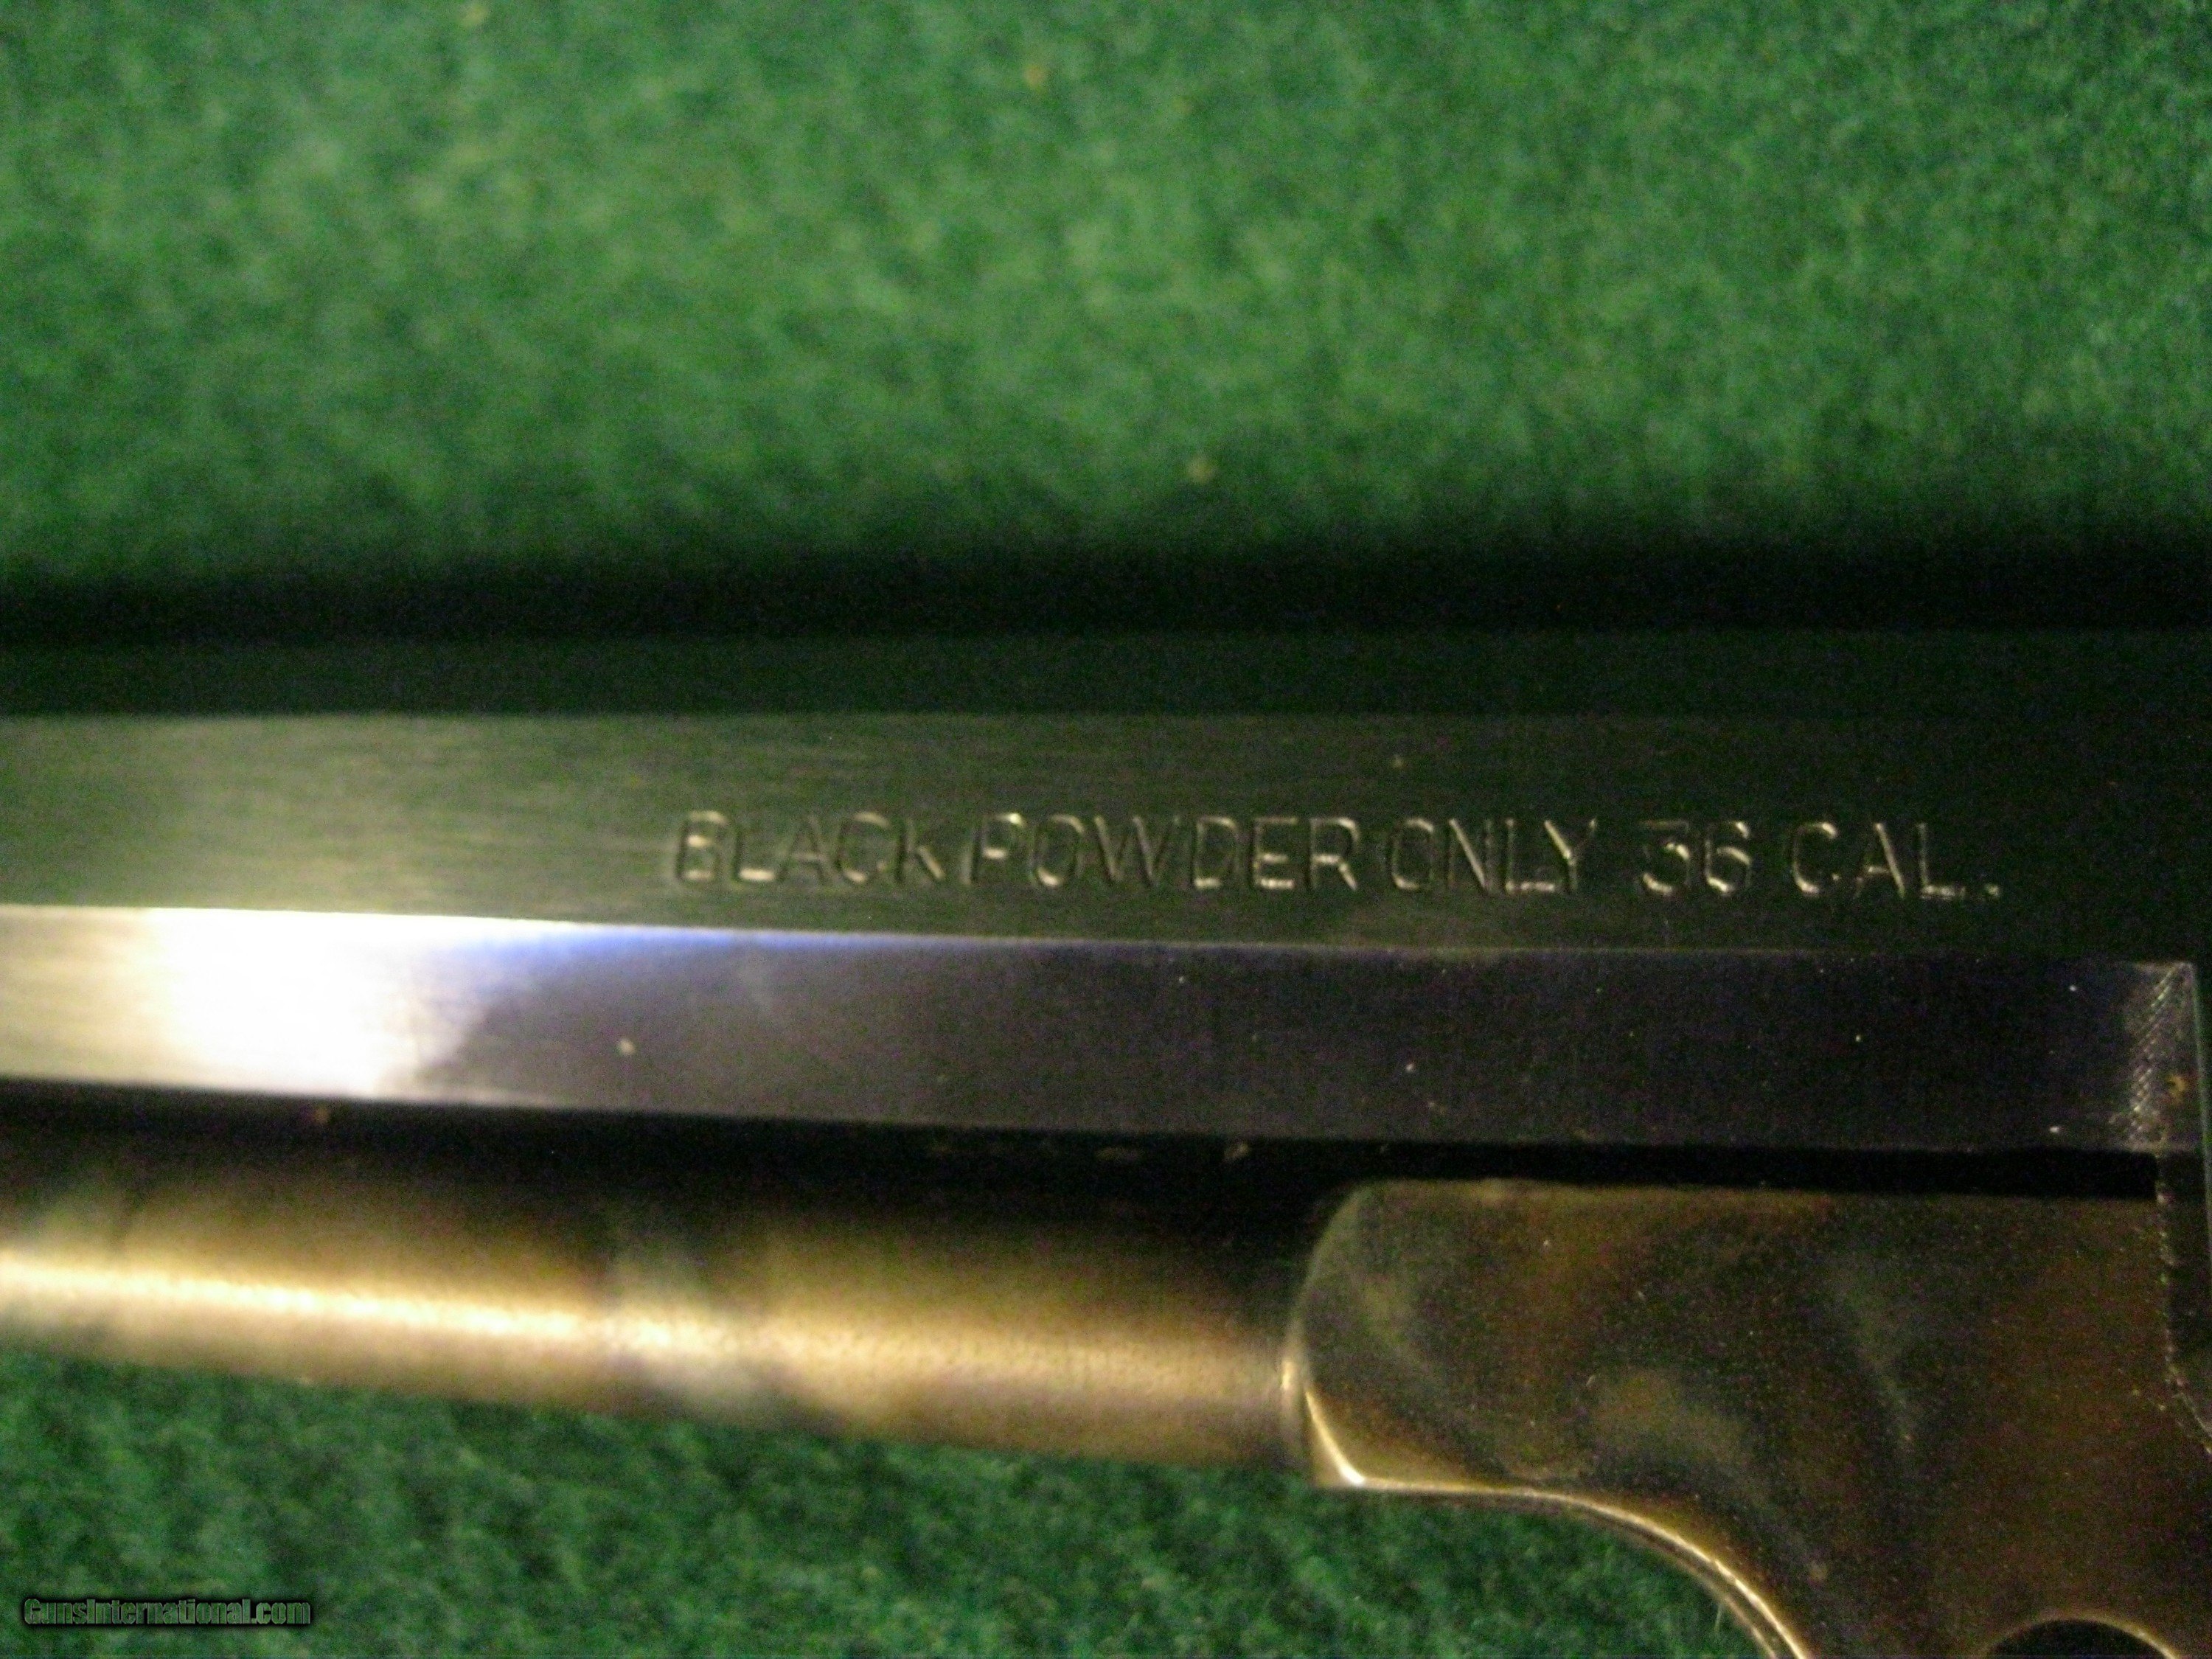 BLACK POWDER ONLY 36 CAL.
GunsInternational.com